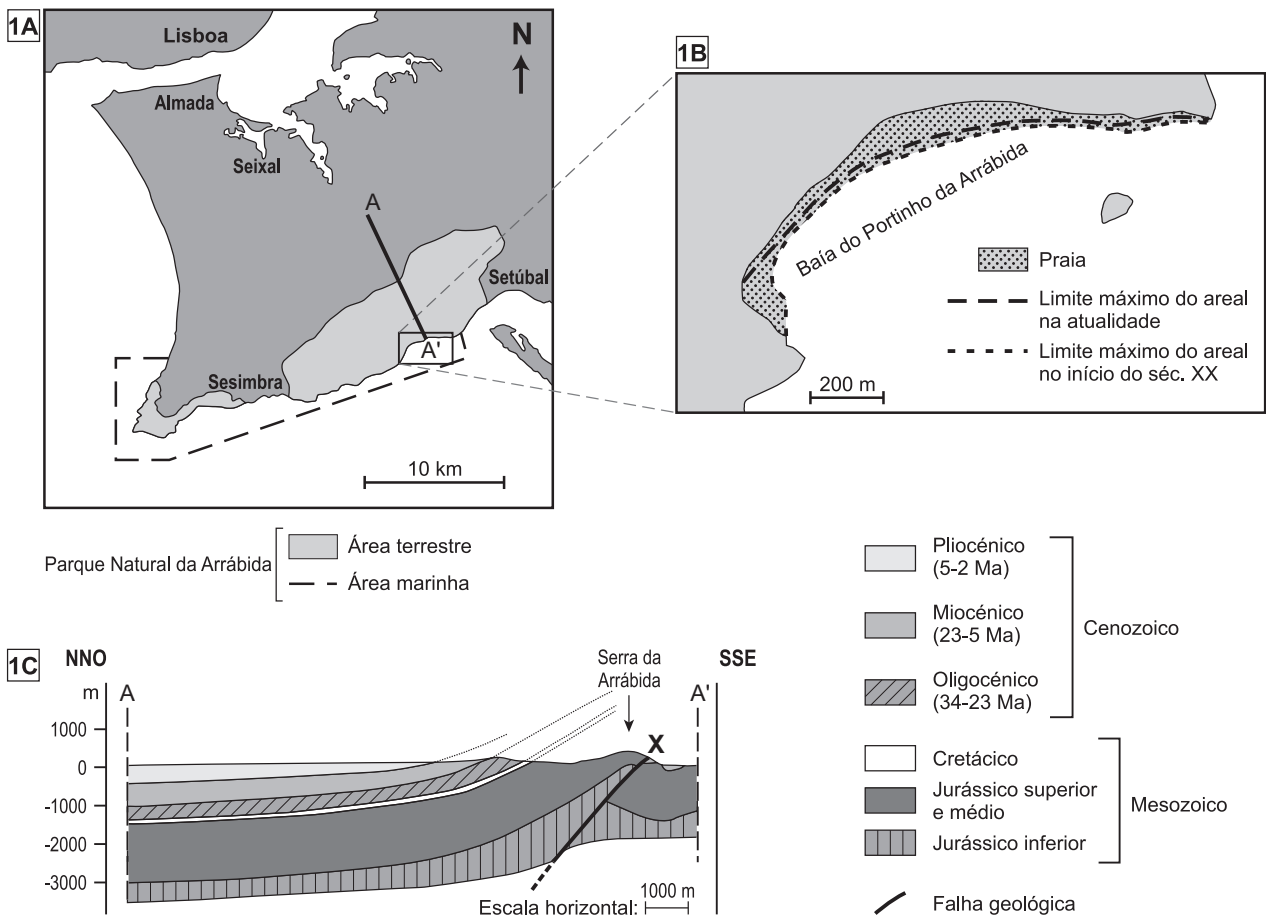 1A
Lisboa
N
Almada
Seixal
A
Setúbal
A'
Sesimbra
10 km
1B
Baía do Portinho da Arrábida
Praia
Limite máximo do areal
na atualidade
Limite máximo do areal
no início do séc. XX
200 m
Parque Natural da Arrábida
Área terrestre
Área marinha
1C
NNO
Serra da
Arrábida
SSE
m
A
A'
X
1000
0
-1000
-2000
-3000
Escala horizontal: 1000 m
Pliocénico
(5-2 Ma)
Miocénico
(23-5 Ma)
Oligocénico
(34-23 Ma)
Cenozoico
Cretácico
Jurássico superior
e médio
Jurássico inferior
Mesozoico
Falha geológica